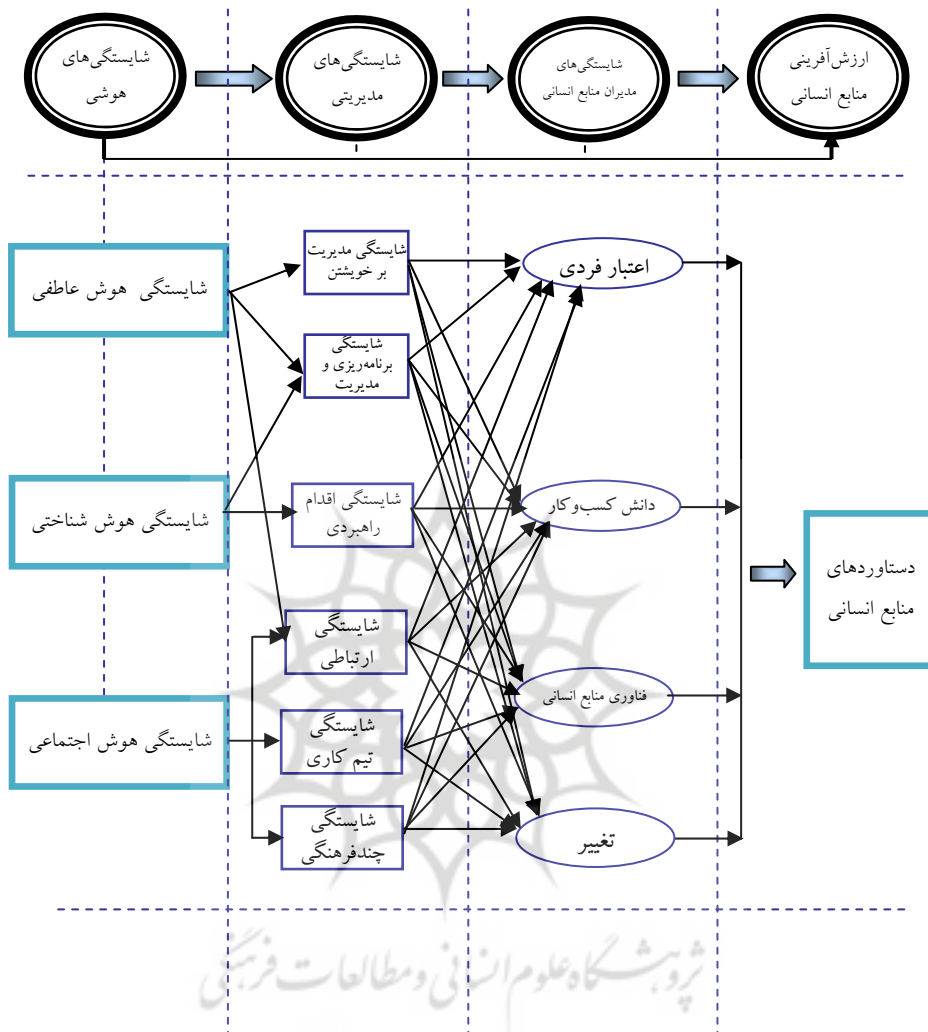 شایستگی‌های
هوشی
شایستگی‌های
مدیریتی
شایستگی‌های
مدیران منابع انسانی
ارزش‌آفرینی
منابع انسانی
شایستگی هوش عاطفی
شایستگی هوش شناختی
شایستگی هوش اجتماعی
شایستگی مدیریت
بر خویشتن
شایستگی
برنامه‌ریزی و
مدیریت
شایستگی اقدام
راهبردی
شایستگی
ارتباطی
شایستگی
تیم کاری
شایستگی
چندفرهنگی
اعتبار فردی
دانش کسب‌وکار
فناوری منابع انسانی
تغییر
دستاوردهای
منابع انسانی
پژوهشگاه علوم انسانی و مطالعات فرهنگی